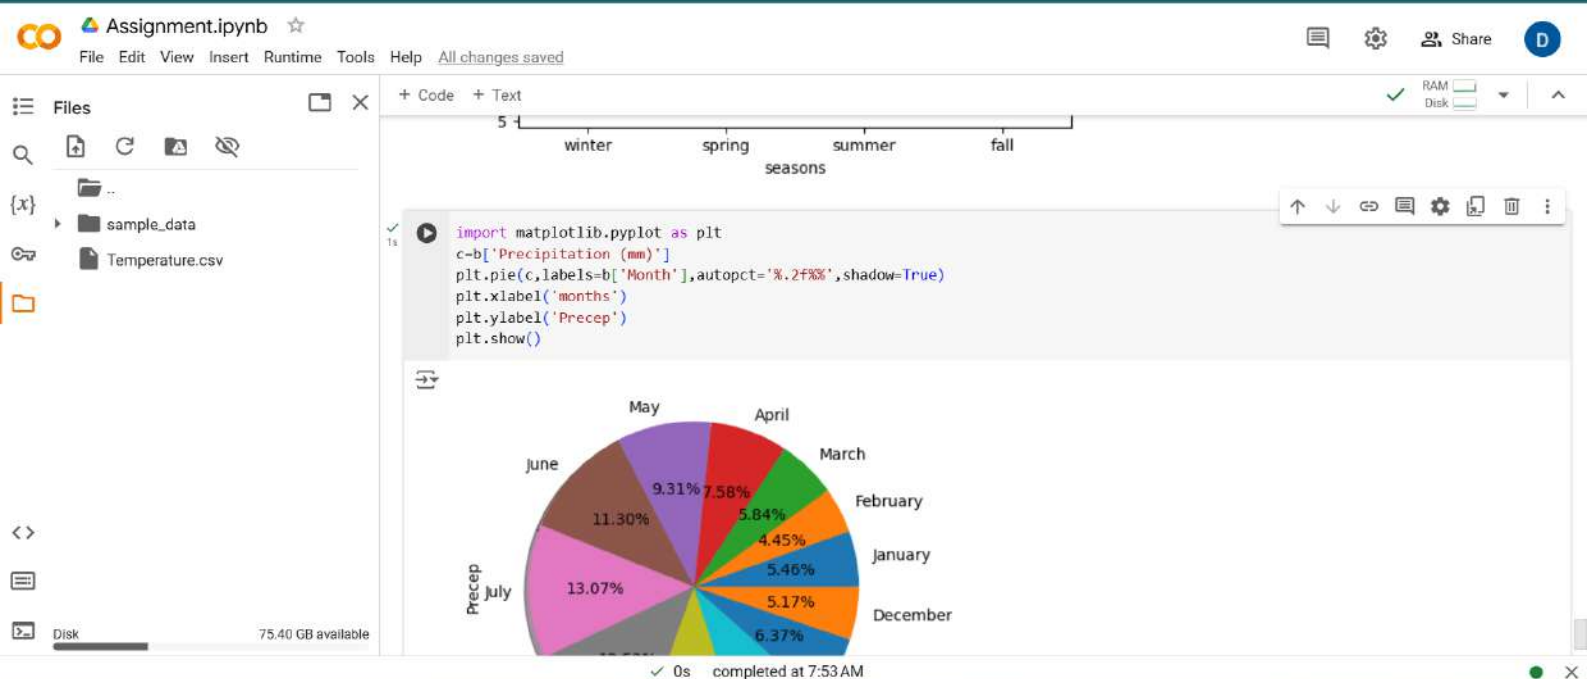 Assignment.ipynb
File Edit View Insert Runtime Tools Help All changes saved
Share
D
Files
+ Code + Text
RAM
Disk
..
sample_data
Temperature.csv
{x}
5
winter spring summer fall
seasons
1s
import matplotlib.pyplot as plt
c=b['Precipitation (mm)']
plt.pie(c,labels=b['Month'],autopct='%.2f%%',shadow=True)
plt.xlabel('months')
plt.ylabel('Precep')
plt.show()
May
April
March
June
February
January
December
July
Precep
9.31%
7.58%
5.84%
4.45%
5.46%
5.17%
6.37%
11.30%
13.07%
Disk 75.40 GB available
0s completed at 7:53 AM